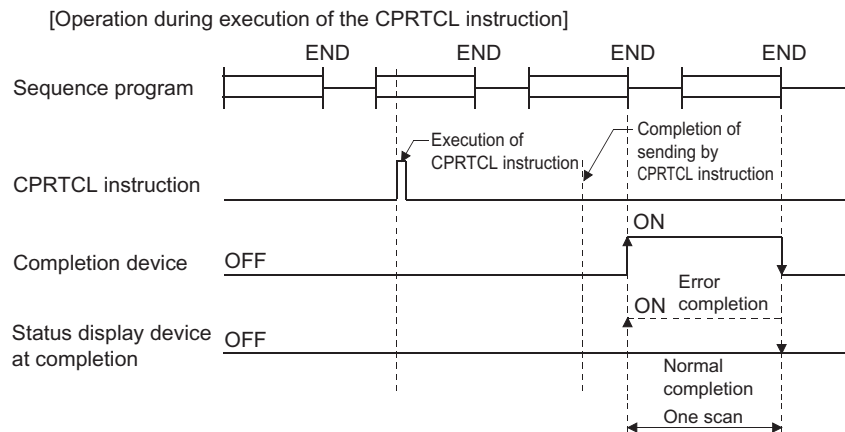 [Operation during execution of the CPRTCL instruction]
END END END END
Sequence program
Execution of
CPRTCL instruction
Completion of
sending by
CPRTCL instruction
CPRTCL instruction
ON
Completion device
OFF
Error
completion
ON
Status display device
at completion
OFF
Normal
completion
One scan